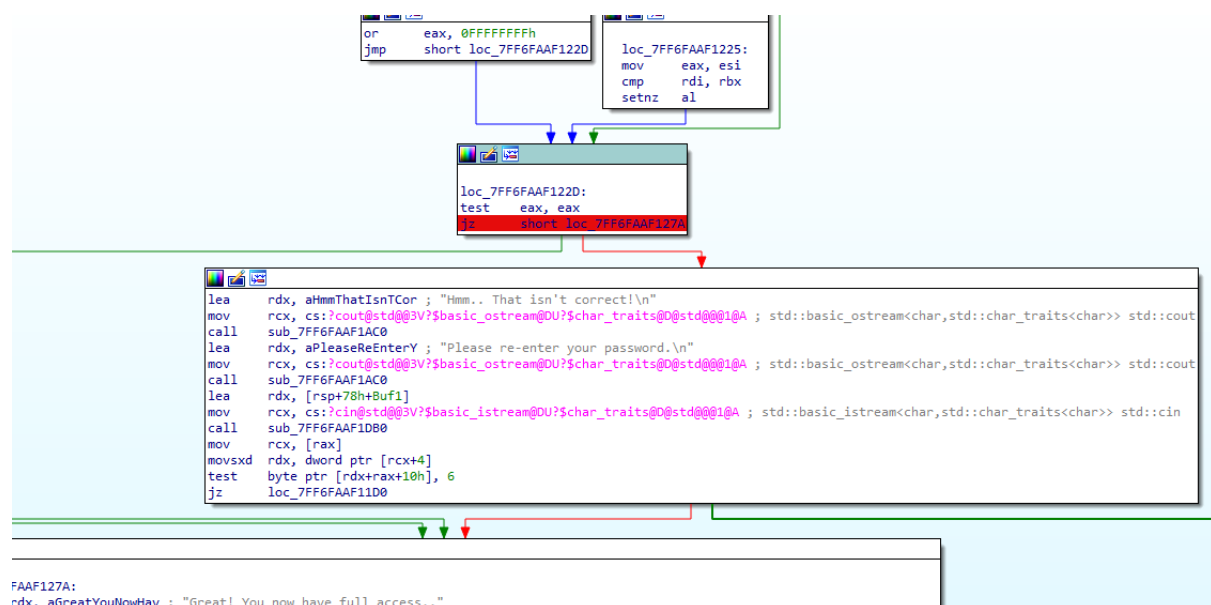 or eax, 0FFFFFFFFh
jmp short loc_7FF6FAAF122D
loc_7FF6FAAF1225:
mov eax, esi
cmp rdi, rbx
setnz al
loc_7FF6FAAF122D:
test eax, eax
jz short loc_7FF6FAAF127A
lea rdx, aHmmThatIsnTCor ; "Hmm.. That isn't correct!\n"
mov rcx, cs:?cout@std@@3V?$basic_ostream@DU?$char_traits@D@std@@@1@A ; std::basic_ostream<char,std::char_traits<char>> std::cout
call sub_7FF6FAAF1AC0
lea rdx, aPleaseReEnterY ; "Please re-enter your password.\n"
mov rcx, cs:?cout@std@@3V?$basic_ostream@DU?$char_traits@D@std@@@1@A ; std::basic_ostream<char,std::char_traits<char>> std::cout
call sub_7FF6FAAF1AC0
lea rdx, [rsp+78h+Buf1]
mov rcx, cs:?cin@std@@3V?$basic_istream@DU?$char_traits@D@std@@@1@A ; std::basic_istream<char,std::char_traits<char>> std::cin
call sub_7FF6FAAF1DB0
mov rcx, [rax]
movsxd rdx, dword ptr [rcx+4]
test byte ptr [rdx+rax+10h], 6
jz loc_7FF6FAAF11D0
FAAF127A:
rdx, aGreatYouNowHav ; "Great! You now have full access.."